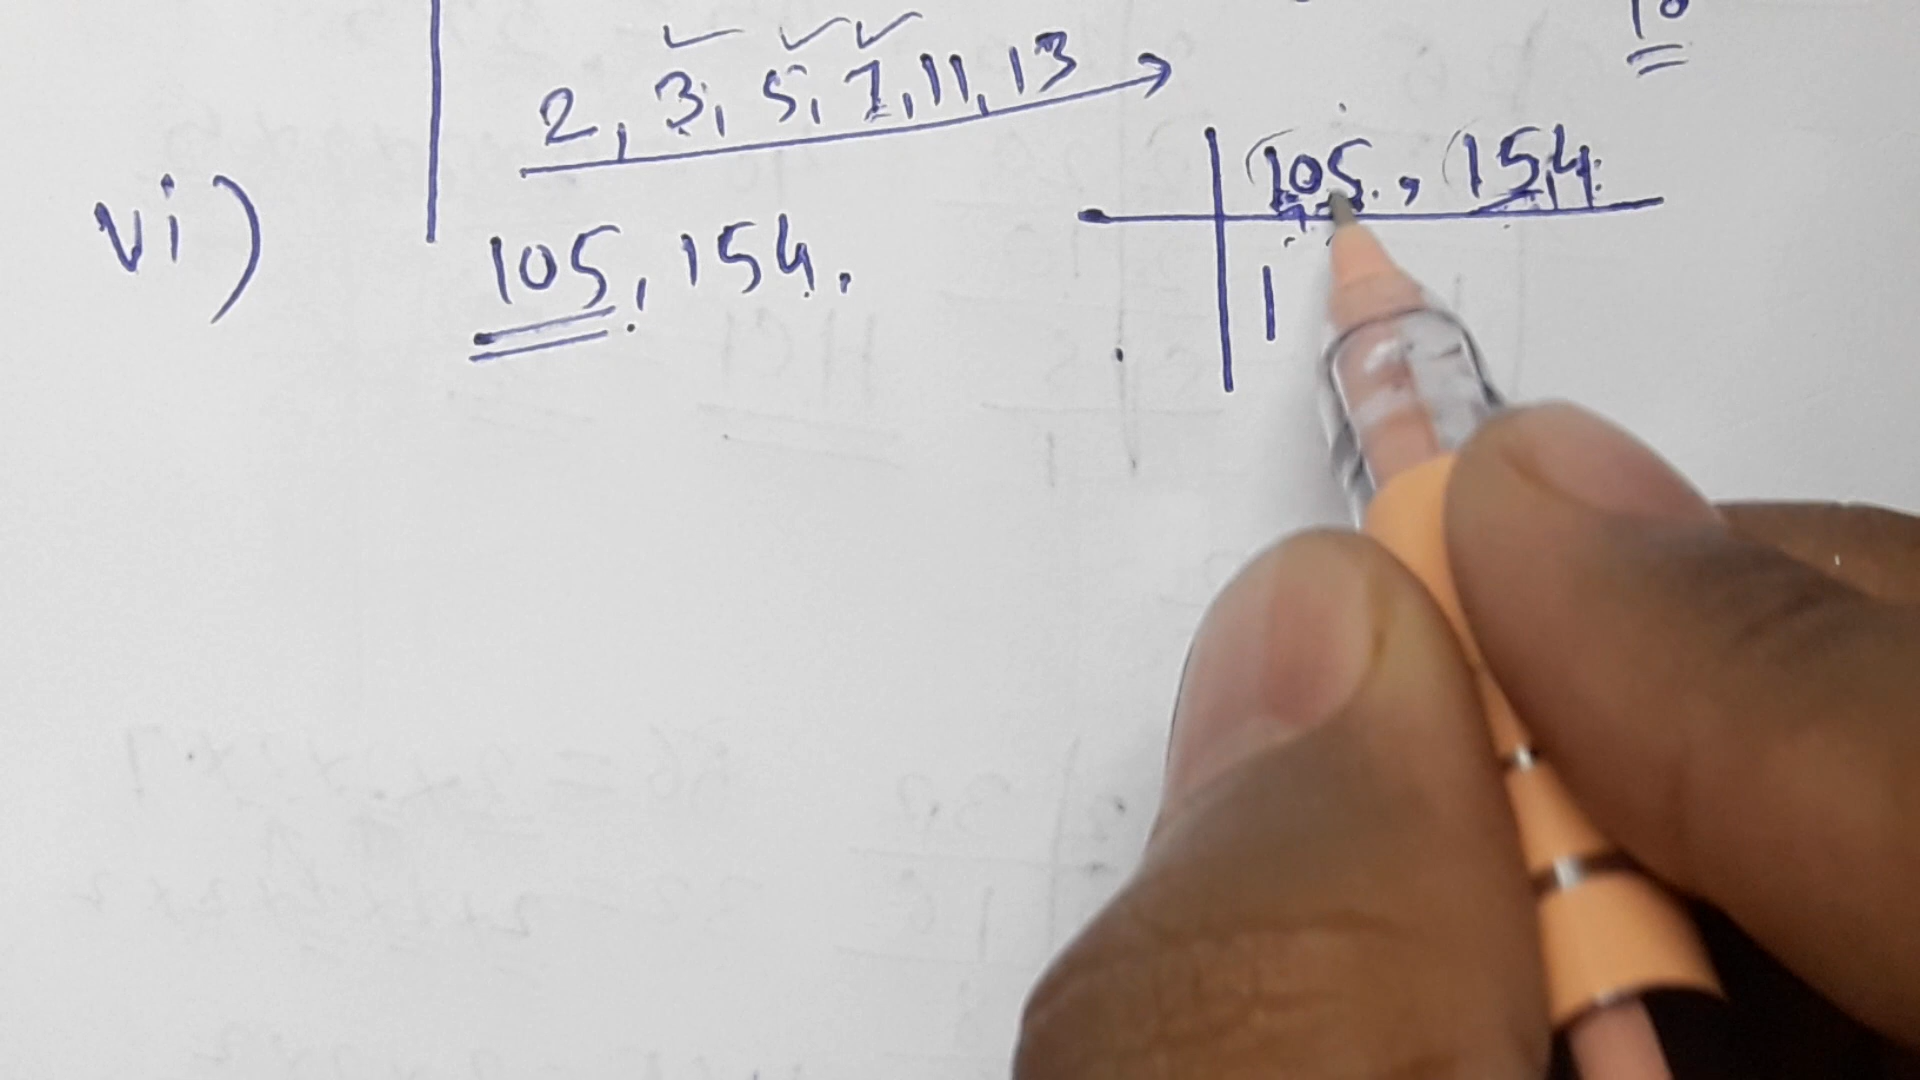 2, 3, 5, 7, 11, 13
vi) 105, 154.
105, 154
1